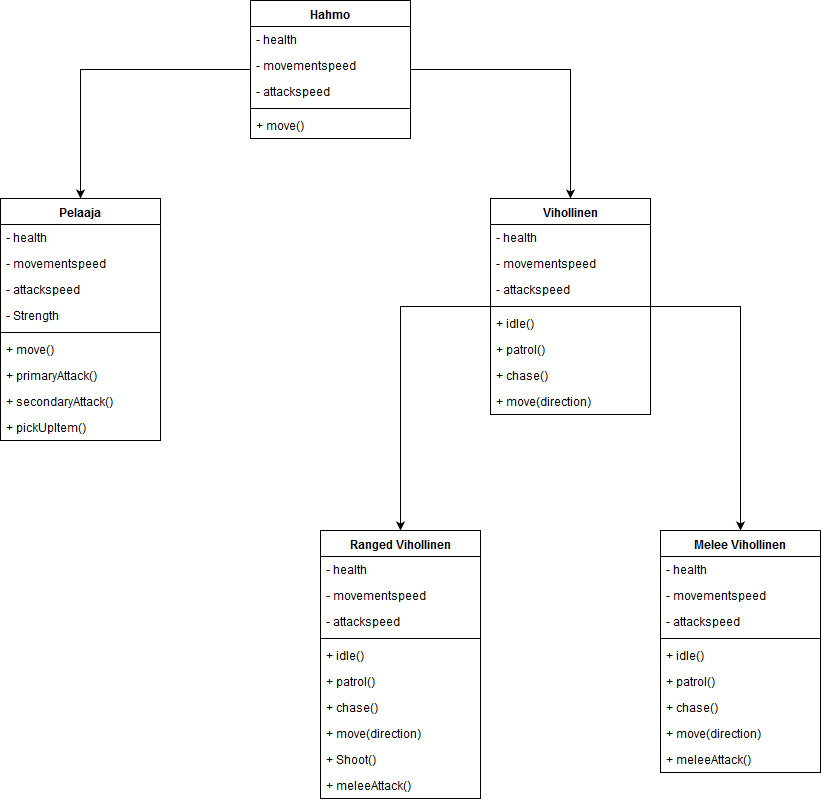 Hahmo
- health
- movementspeed
- attackspeed
+ move()
Pelaaja
- health
- movementspeed
- attackspeed
- Strength
+ move()
+ primaryAttack()
+ secondaryAttack()
+ pickUpItem()
Vihollinen
- health
- movementspeed
- attackspeed
+ idle()
+ patrol()
+ chase()
+ move(direction)
Ranged Vihollinen
- health
- movementspeed
- attackspeed
+ idle()
+ patrol()
+ chase()
+ move(direction)
+ Shoot()
+ meleeAttack()
Melee Vihollinen
- health
- movementspeed
- attackspeed
+ idle()
+ patrol()
+ chase()
+ move(direction)
+ meleeAttack()